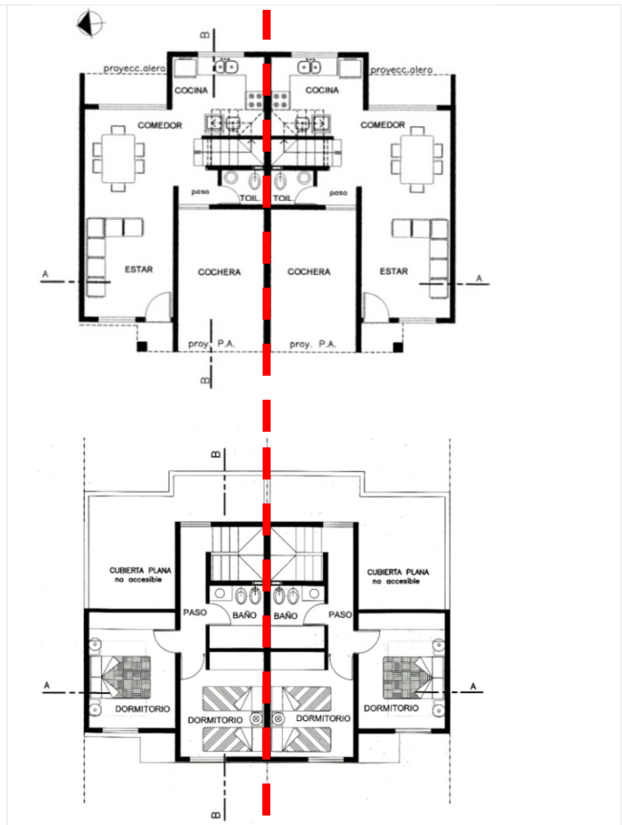 B
proyecc.alero
proyecc.alero
COCINA
COCINA
COMEDOR
COMEDOR
paso
TOIL.
TOIL.
paso
ESTAR
COCHERA
COCHERA
ESTAR
A
A
proy. P.A.
proy. P.A.
B
B
CUBIERTA PLANA
no accesible
CUBIERTA PLANA
no accesible
PASO
BAÑO
BAÑO
PASO
A
A
DORMITORIO
DORMITORIO
DORMITORIO
DORMITORIO
B